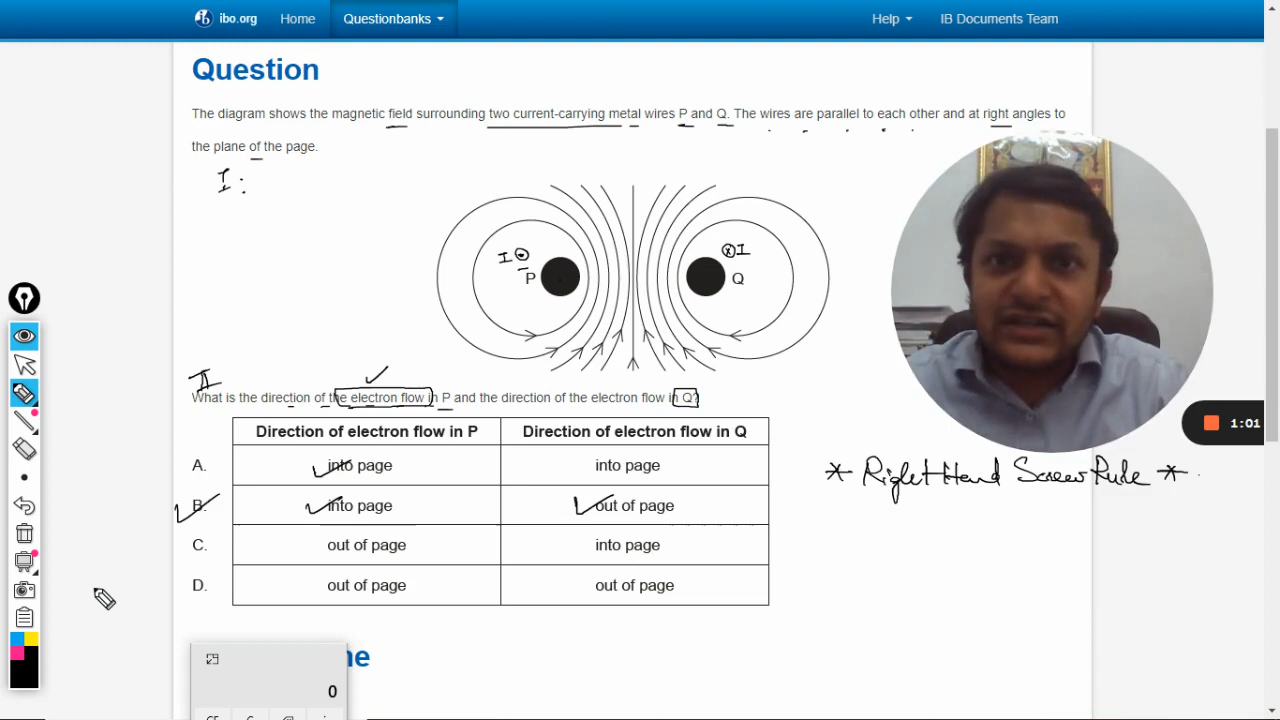 ibo.org Home Questionbanks Help IB Documents Team
Question
The diagram shows the magnetic field surrounding two current-carrying metal wires P and Q. The wires are parallel to each other and at right angles to
the plane of the page.
I:
I
P
I
Q
II
What is the direction of the electron flow in P and the direction of the electron flow in Q?
Direction of electron flow in P Direction of electron flow in Q
A. into page into page
B. into page out of page
C. out of page into page
D. out of page out of page
* Right Hand Screw Rule *
1:01
0